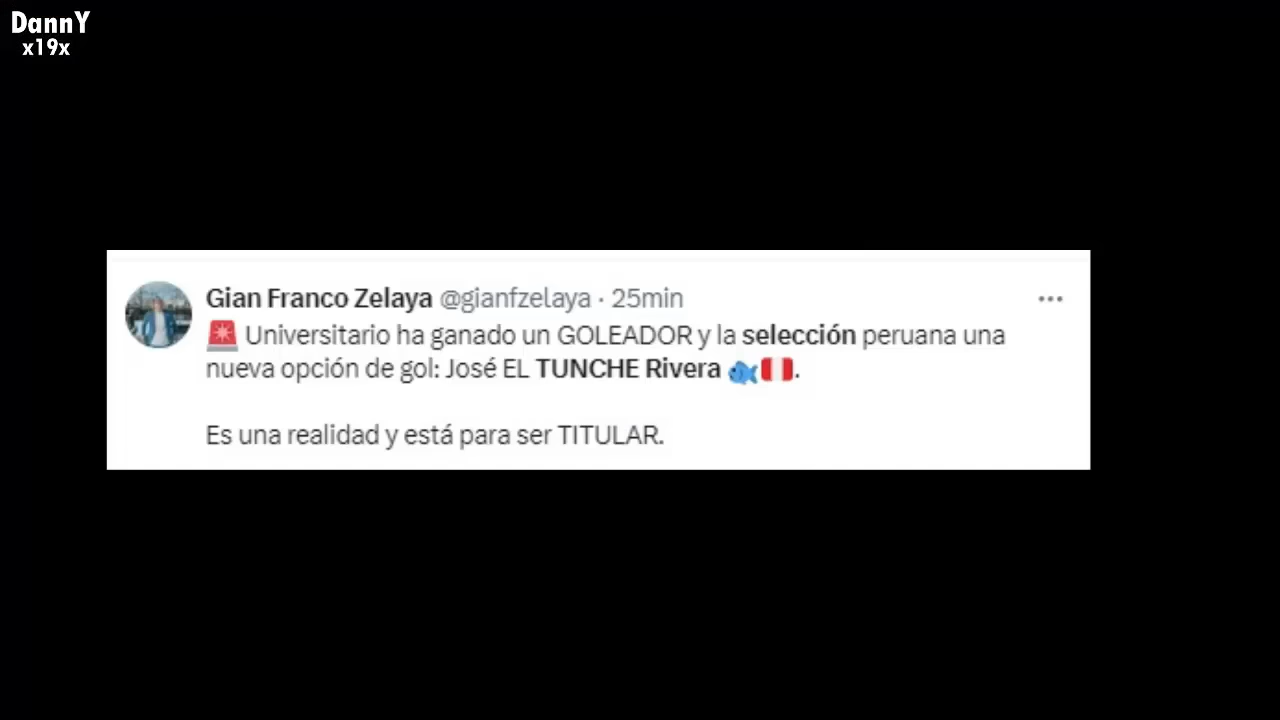 DannY
x19x
Gian Franco Zelaya @gianfzelaya · 25min
🚨 Universitario ha ganado un GOLEADOR y la selección peruana una
nueva opción de gol: José EL TUNCHE Rivera 🐟🇵🇪.
Es una realidad y está para ser TITULAR.